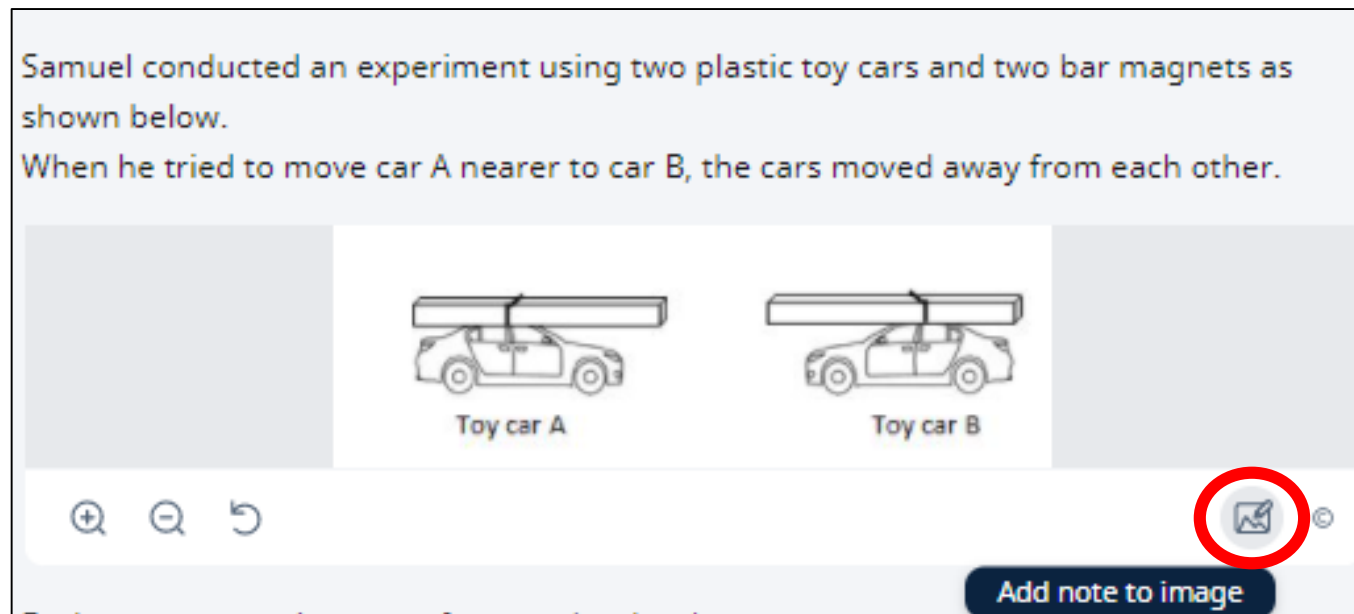 Samuel conducted an experiment using two plastic toy cars and two bar magnets as
shown below.
When he tried to move car A nearer to car B, the cars moved away from each other.
Toy car A Toy car B
©
Add note to image